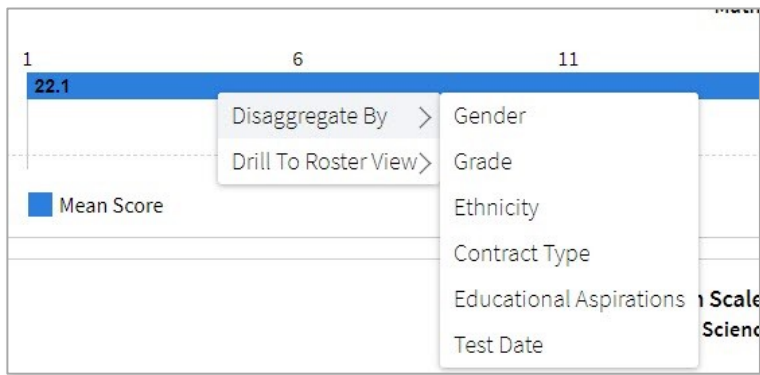 1 6 11
22.1
Disaggregate By
Gender
Drill To Roster View
Grade
Mean Score
Ethnicity
Contract Type
Educational Aspirations
Scale
Test Date